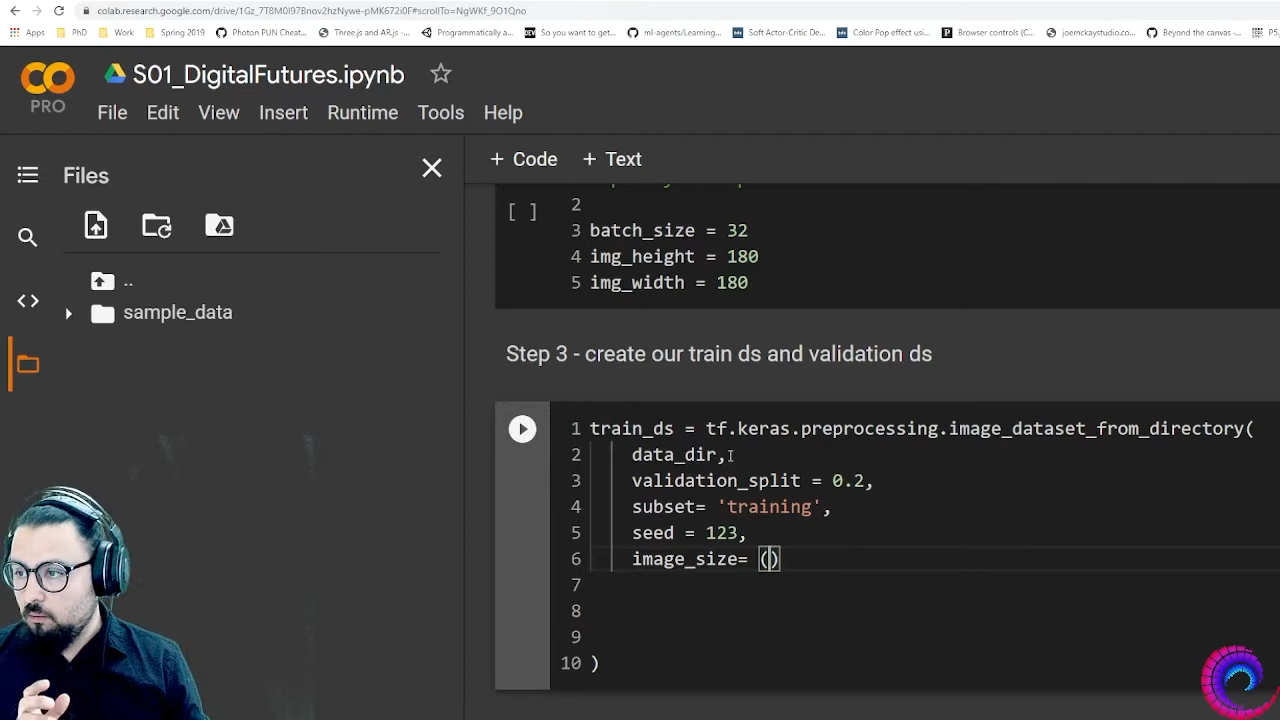 colab.research.google.com/drive/1Gz_7T8M0I97Bnov2hzNywe-pMK672i0F#scrollTo=NgWKf_9O1Qno
Apps PhD Work Spring 2019 Photon PUN Cheat... Three.js and AR.js -... Programmatically a... So you want to get... ml-agents/Learning... Soft Actor-Critic De... Color Pop effect usi... Browser controls (C... joemckaystudio.co... Beyond the canvas -...
CO
PRO
S01_DigitalFutures.ipynb
File Edit View Insert Runtime Tools Help
Files
..
sample_data
+ Code + Text
[ ]
2
3 batch_size = 32
4 img_height = 180
5 img_width = 180
Step 3 - create our train ds and validation ds
1 train_ds = tf.keras.preprocessing.image_dataset_from_directory(
2 data_dir,
3 validation_split = 0.2,
4 subset= 'training',
5 seed = 123,
6 image_size= ()
7
8
9
10 )